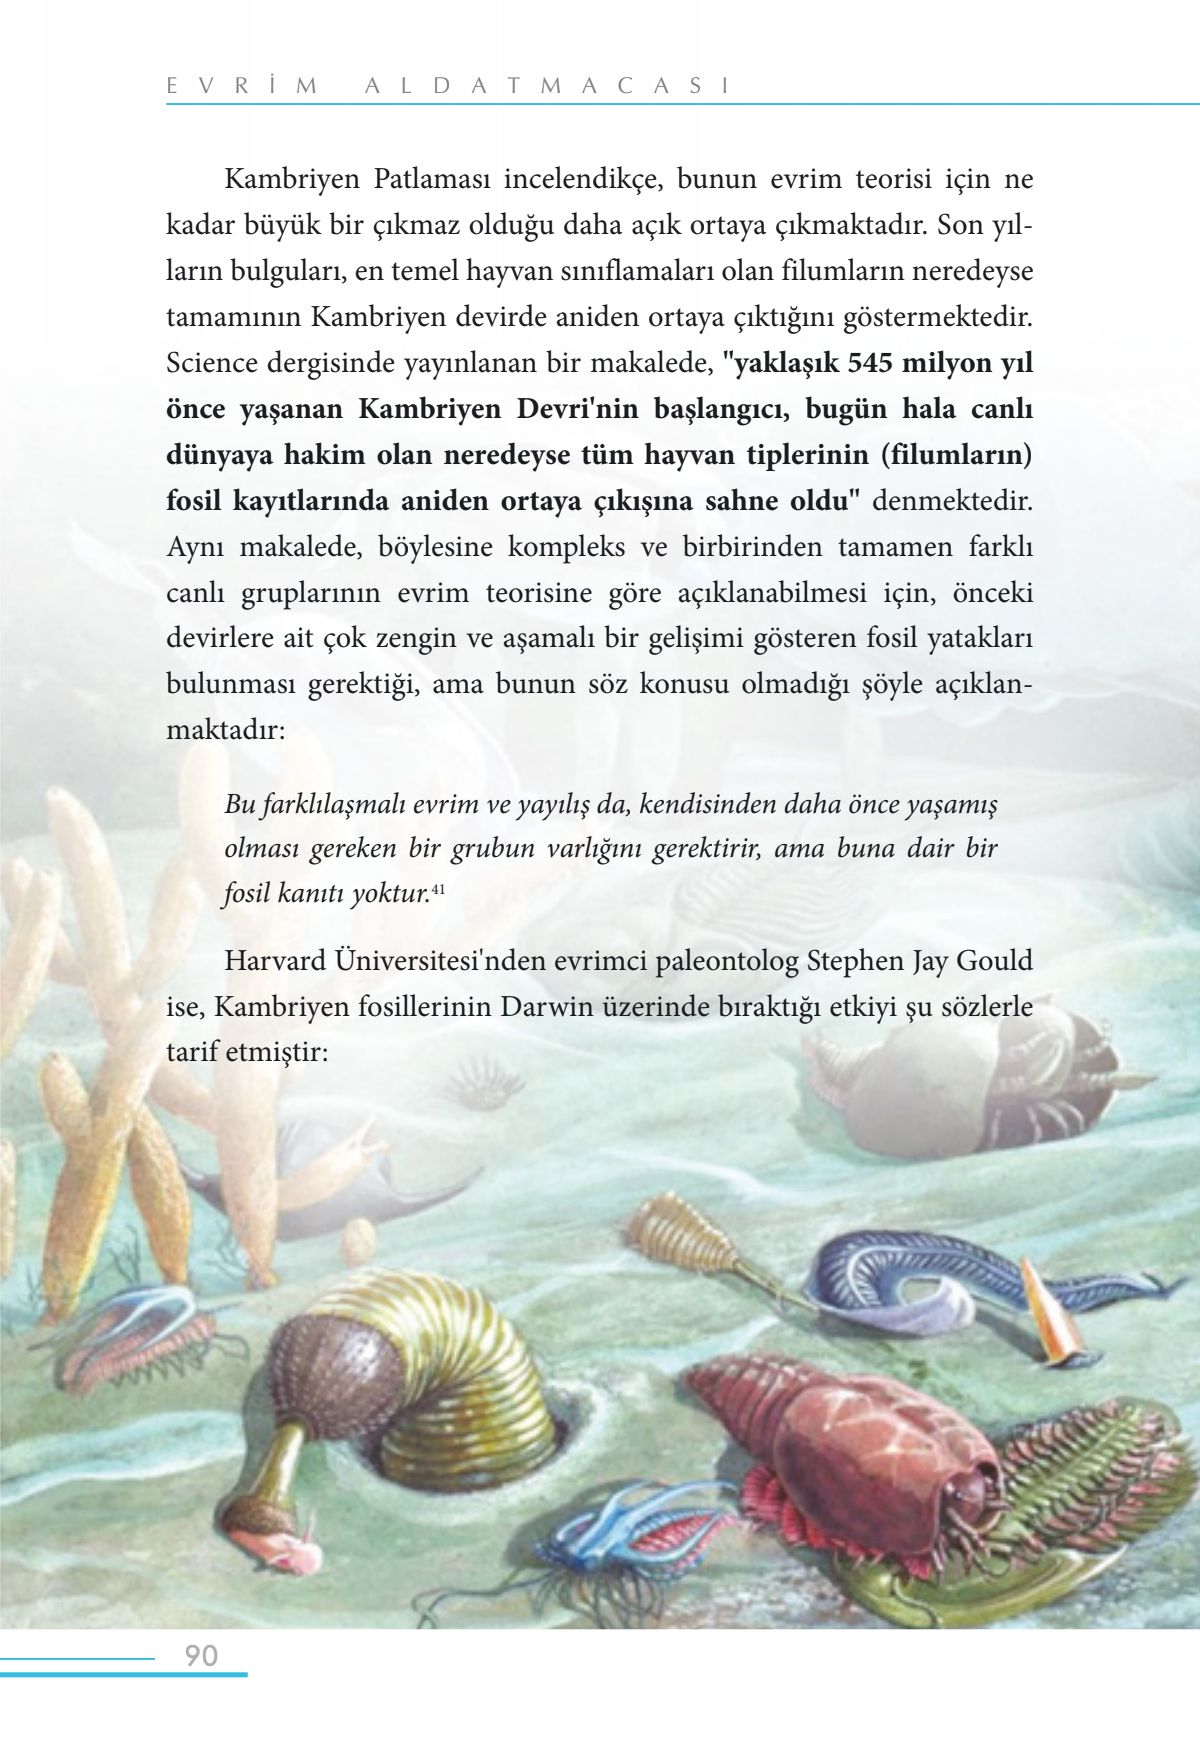 EVRİM ALDATMACASI
Kambriyen Patlaması incelendikçe, bunun evrim teorisi için ne
kadar büyük bir çıkmaz olduğu daha açık ortaya çıkmaktadır. Son yıl-
ların bulguları, en temel hayvan sınıflamaları olan filumların neredeyse
tamamının Kambriyen devirde aniden ortaya çıktığını göstermektedir.
Science dergisinde yayınlanan bir makalede, "yaklaşık 545 milyon yıl
önce yaşanan Kambriyen Devri'nin başlangıcı, bugün hala canlı
dünyaya hakim olan neredeyse tüm hayvan tiplerinin (filumların)
fosil kayıtlarında aniden ortaya çıkışına sahne oldu" denmektedir.
Aynı makalede, böylesine kompleks ve birbirinden tamamen farklı
canlı gruplarının evrim teorisine göre açıklanabilmesi için, önceki
devirlere ait çok zengin ve aşamalı bir gelişimi gösteren fosil yatakları
bulunması gerektiği, ama bunun söz konusu olmadığı şöyle açıklan-
maktadır:
Bu farklılaşmalı evrim ve yayılış da, kendisinden daha önce yaşamış
olması gereken bir grubun varlığını gerektirir, ama buna dair bir
fosil kanıtı yoktur.41
Harvard Üniversitesi'nden evrimci paleontolog Stephen Jay Gould
ise, Kambriyen fosillerinin Darwin üzerinde bıraktığı etkiyi şu sözlerle
tarif etmiştir:
90